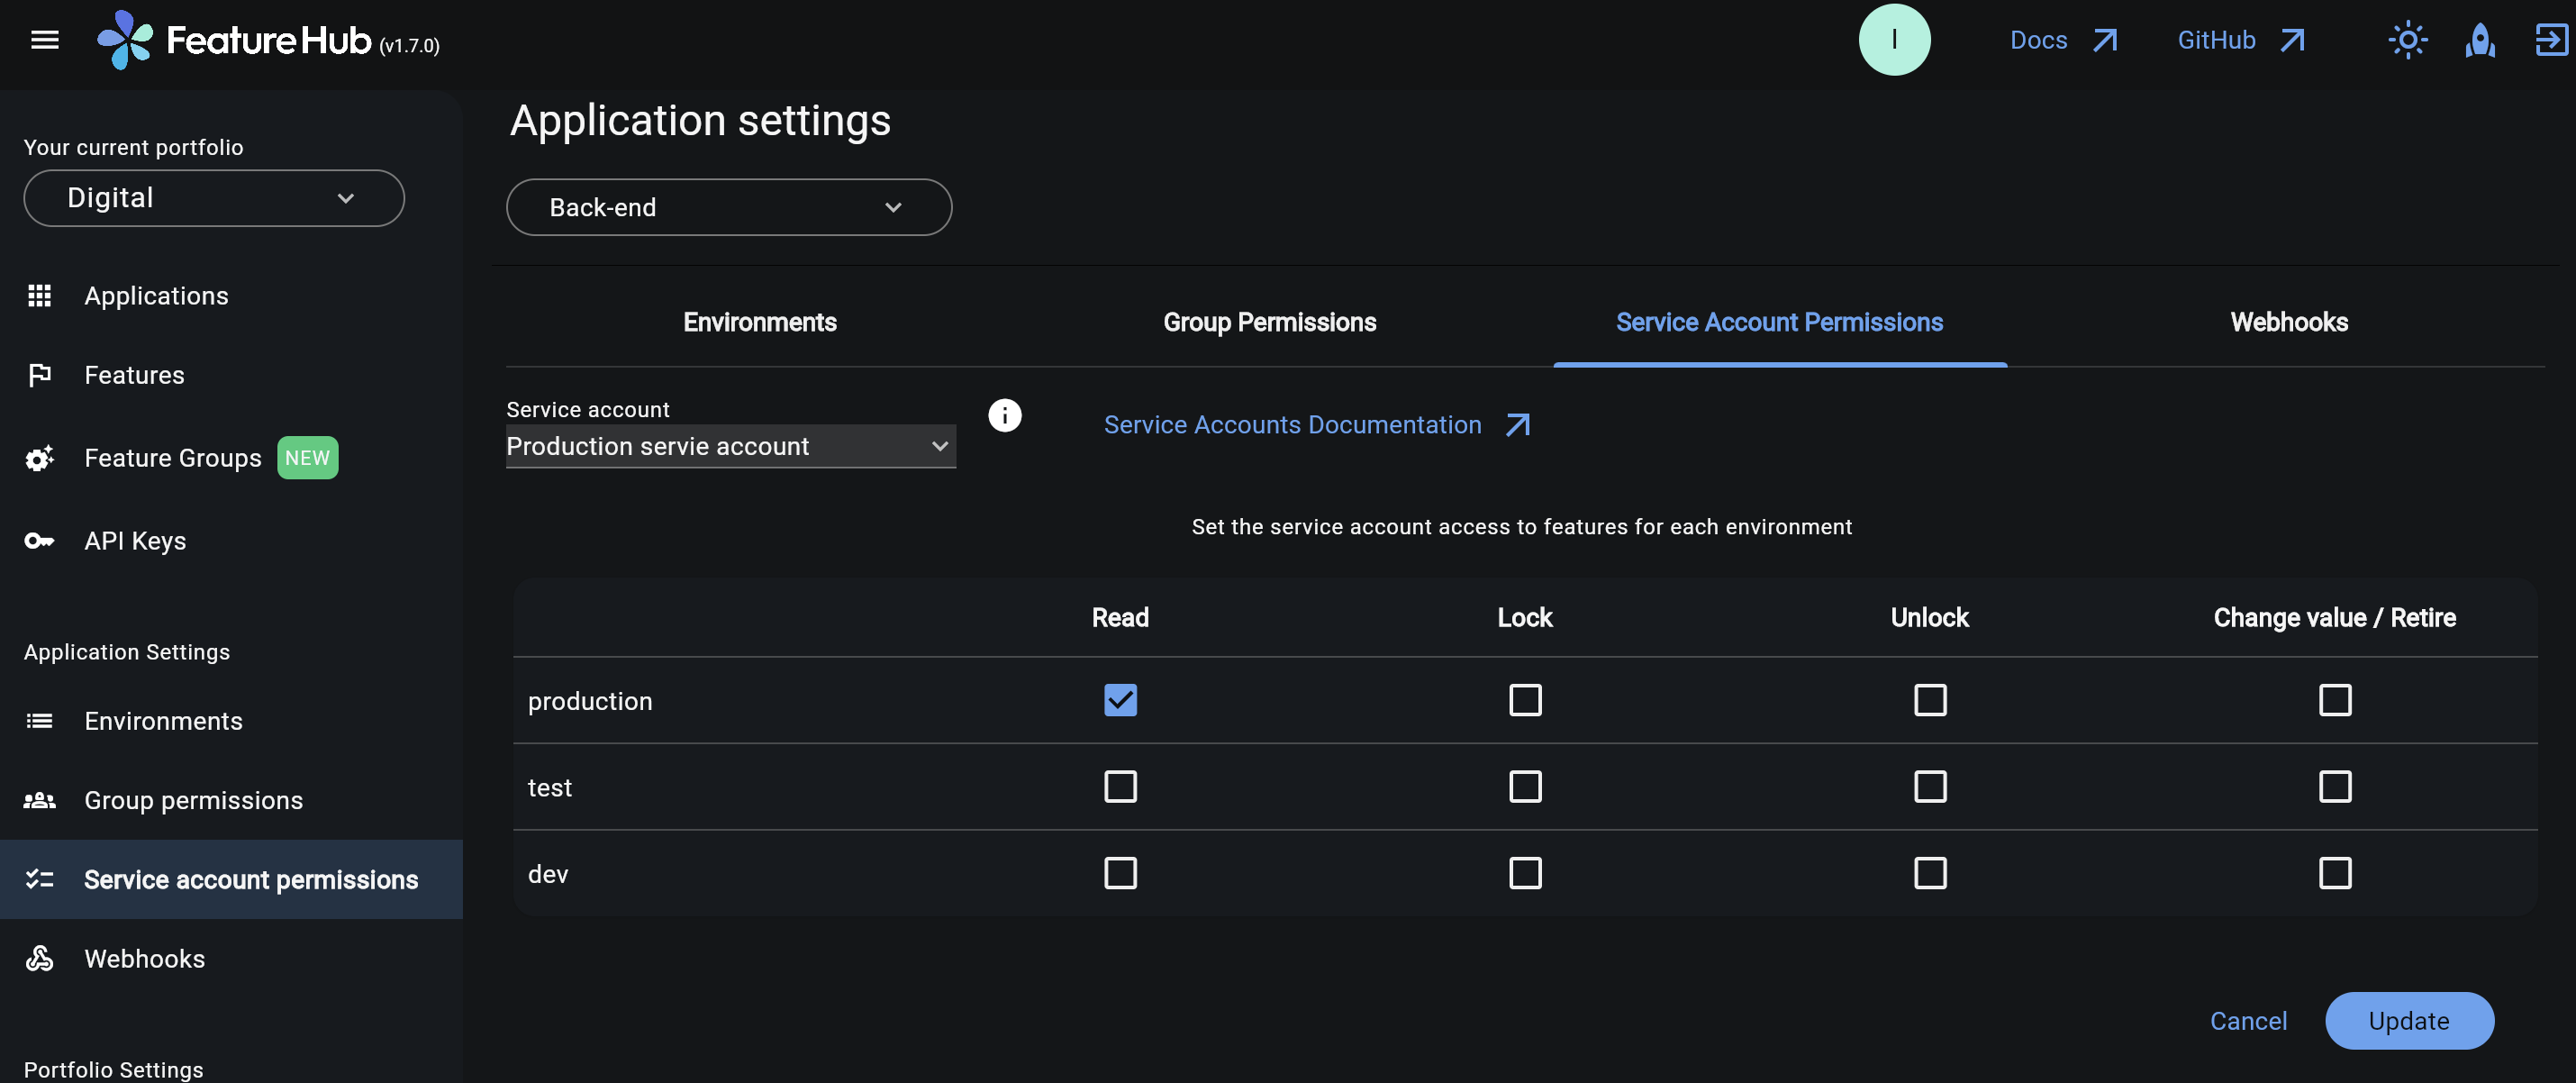 FeatureHub (v1.7.0)
I
Docs
GitHub
Your current portfolio
Digital
Applications
Features
Feature Groups NEW
API Keys
Application Settings
Environments
Group permissions
Service account permissions
Webhooks
Portfolio Settings
Application settings
Back-end
Environments
Group Permissions
Service Account Permissions
Webhooks
Service account
Production servie account
Service Accounts Documentation
Set the service account access to features for each environment
Read Lock Unlock Change value / Retire
production
test
dev
Cancel
Update